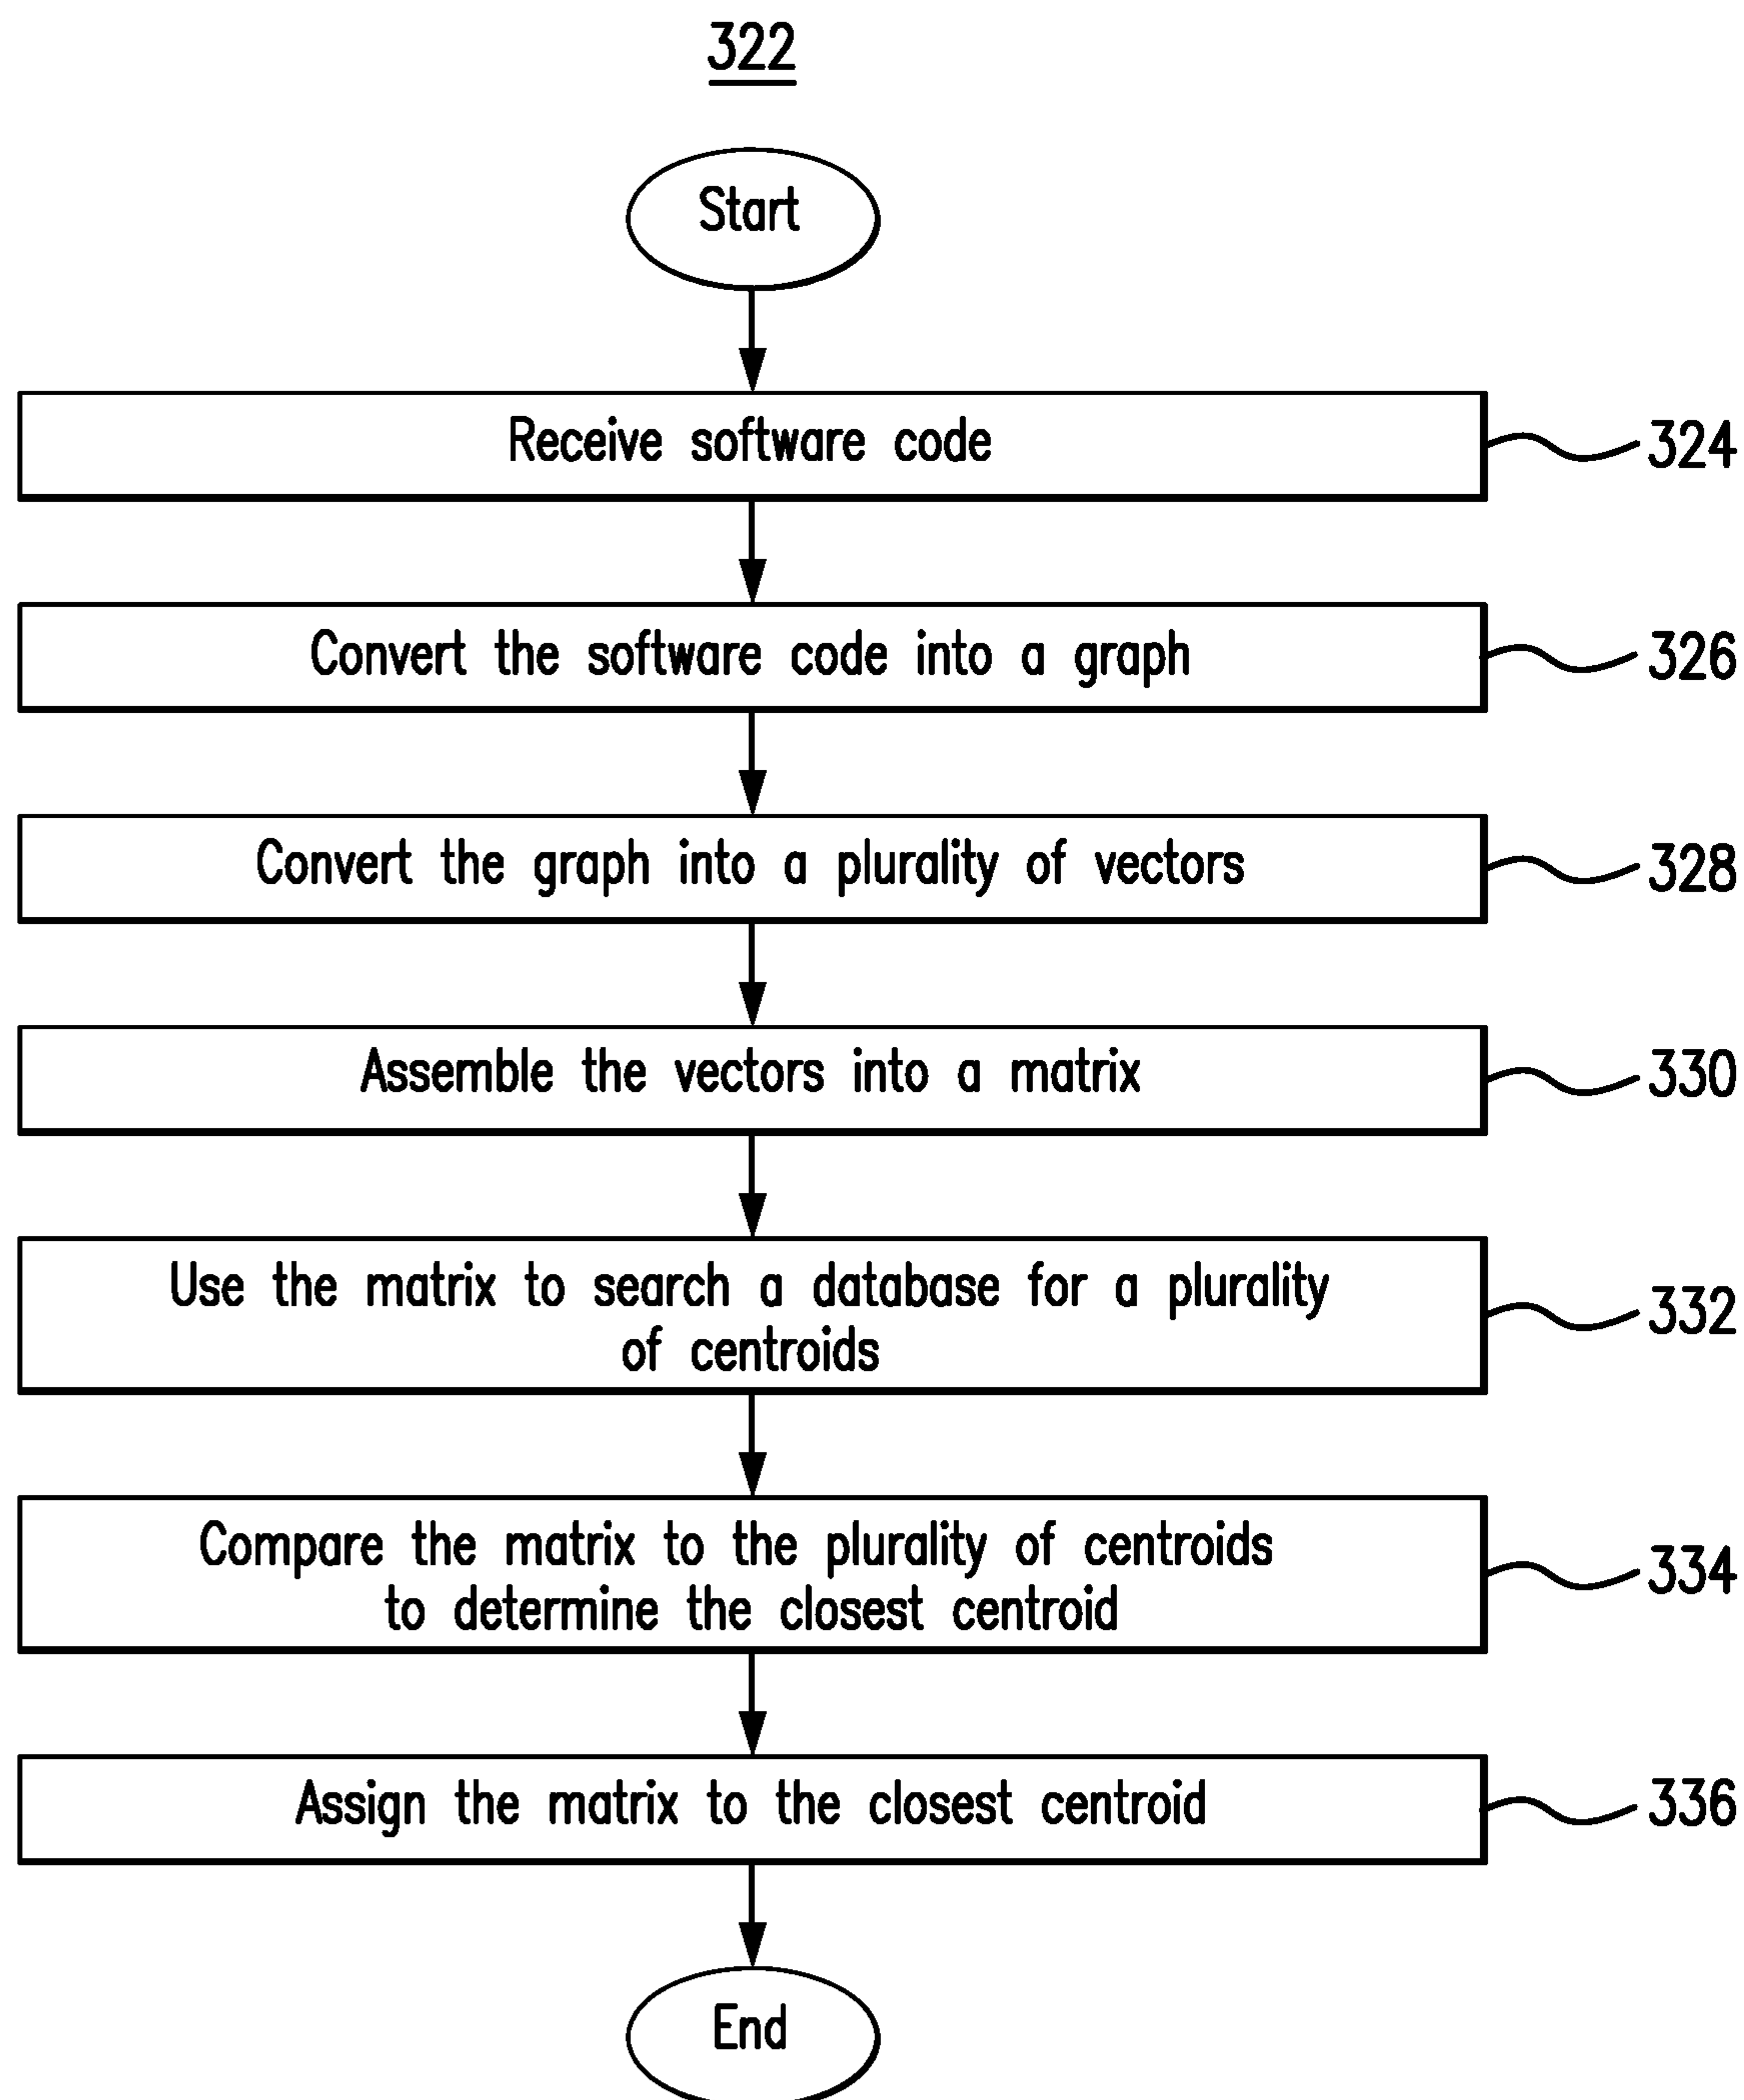 322
Start
Receive software code
324
Convert the software code into a graph
326
Convert the graph into a plurality of vectors
328
Assemble the vectors into a matrix
330
Use the matrix to search a database for a plurality
of centroids
332
Compare the matrix to the plurality of centroids
to determine the closest centroid
334
Assign the matrix to the closest centroid
336
End